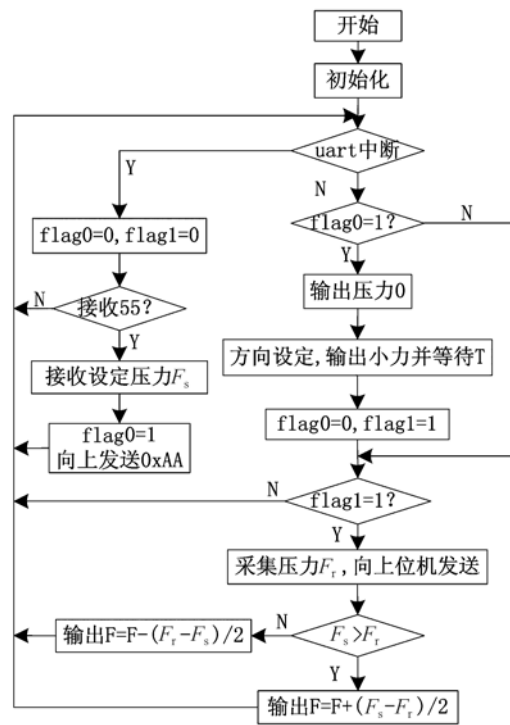 开始
初始化
uart中断
Y
N
flag0=0,flag1=0
flag0=1?
N
Y
接收55?
N
Y
输出压力0
接收设定压力Fs
方向设定,输出小力并等待T
flag0=1
向上发送0xAA
flag0=0,flag1=1
flag1=1?
N
Y
采集压力Fr,向上位机发送
Fs>Fr
N
输出F=F-(Fr-Fs)/2
Y
输出F=F+(Fs-Fr)/2